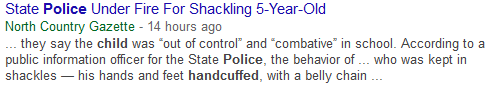 State Police Under Fire For Shackling 5-Year-Old
North Country Gazette - 14 hours ago
... they say the child was “out of control” and “combative” in school. According to a
public information officer for the State Police, the behavior of ... who was kept in
shackles — his hands and feet handcuffed, with a belly chain ...